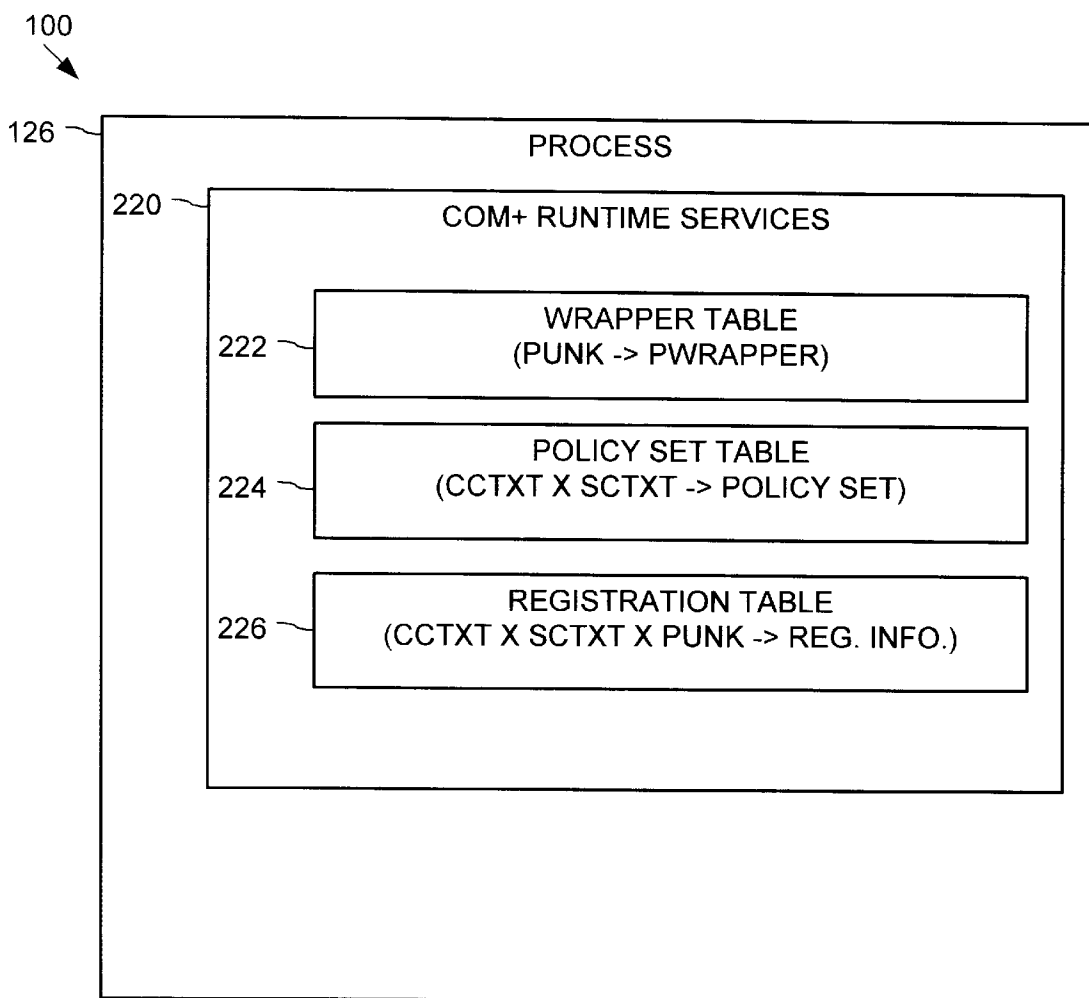 100
126
PROCESS
220
COM+ RUNTIME SERVICES
WRAPPER TABLE
222
(PUNK -> PWRAPPER)
POLICY SET TABLE
224
(CCTXT X SCTXT -> POLICY SET)
REGISTRATION TABLE
226
(CCTXT X SCTXT X PUNK -> REG. INFO.)